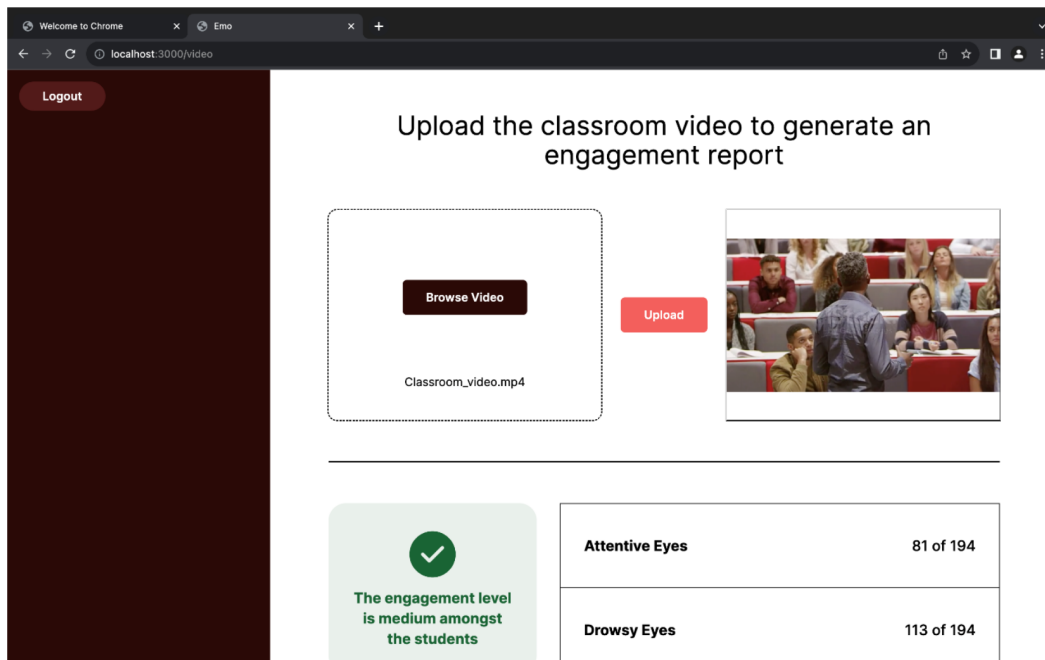 Welcome to Chrome
Emo
localhost:3000/video
Logout
Upload the classroom video to generate an
engagement report
Browse Video
Classroom_video.mp4
Upload
The engagement level
is medium amongst
the students
Attentive Eyes 81 of 194
Drowsy Eyes 113 of 194